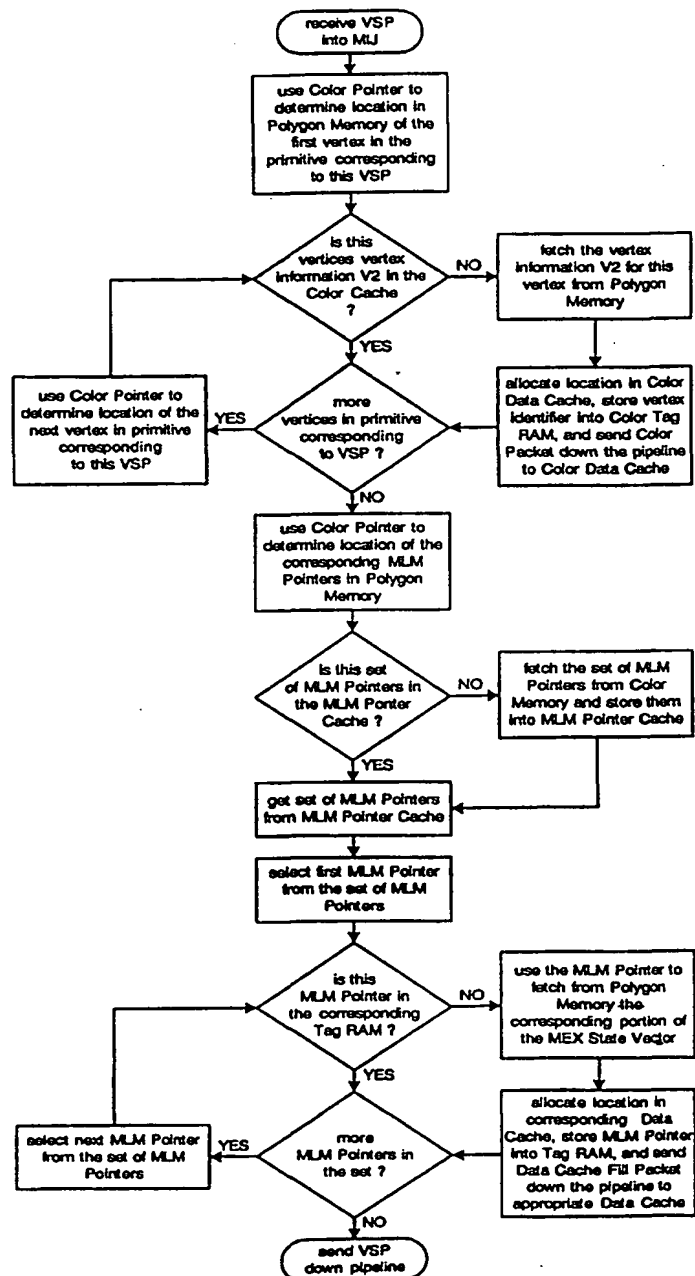 receive VSP
into MIJ
use Color Pointer to
determine location in
Polygon Memory of the
first vertex in the
primitive corresponding
to this VSP
is this
vertices vertex
information V2 in the
Color Cache
?
NO
fetch the vertex
information V2 for this
vertex from Polygon
Memory
YES
allocate location in Color
Data Cache, store vertex
identifier into Color Tag
RAM, and send Color
Packet down the pipeline
to Color Data Cache
more
vertices in primitive
corresponding
to VSP ?
YES
use Color Pointer to
determine location of the
next vertex in primitive
corresponding
to this VSP
NO
use Color Pointer to
determine location of the
correspondng MLM
Pointers in Polygon
Memory
Is this set
of MLM Pointers in
the MLM Ponter
Cache ?
NO
fetch the set of MLM
Pointers from Color
Memory and store them
into MLM Pointer Cache
YES
get set of MLM Pointers
from MLM Pointer Cache
select first MLM Pointer
from the set of MLM
Pointers
is this
MLM Pointer in
the corresponding
Tag RAM ?
NO
use the MLM Pointer to
fetch from Polygon
Memory the
corresponding portion of
the MEX State Vector
YES
allocate location in
corresponding Data
Cache, store MLM Pointer
into Tag RAM, and send
Data Cache Fill Packet
down the pipeline to
appropriate Data Cache
more
MLM Pointers in
the set ?
YES
select next MLM Pointer
from the set of MLM
Pointers
NO
send VSP
down pipeline